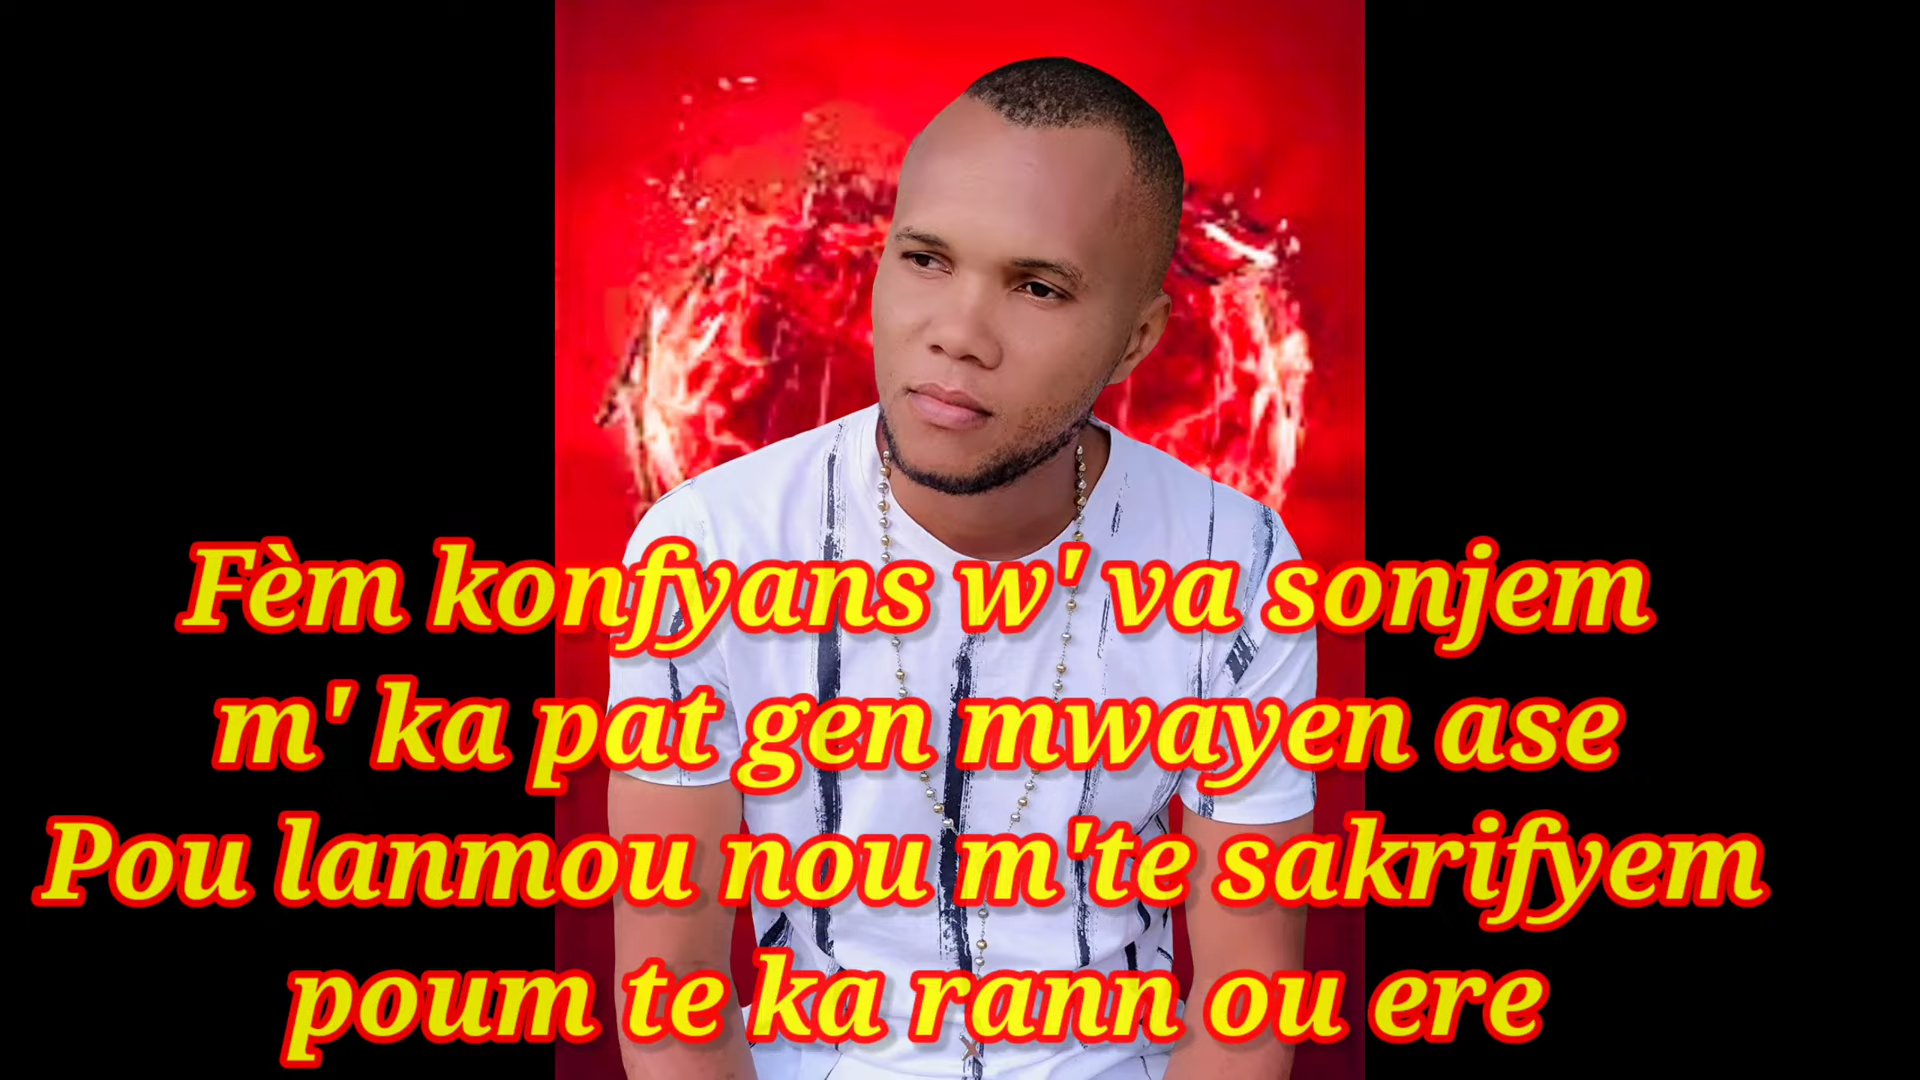 Fèm konfyans w' va sonjem
m' ka pat gen mwayen ase
Pou lanmou nou m'te sakrifyem
poum te ka rann ou ere